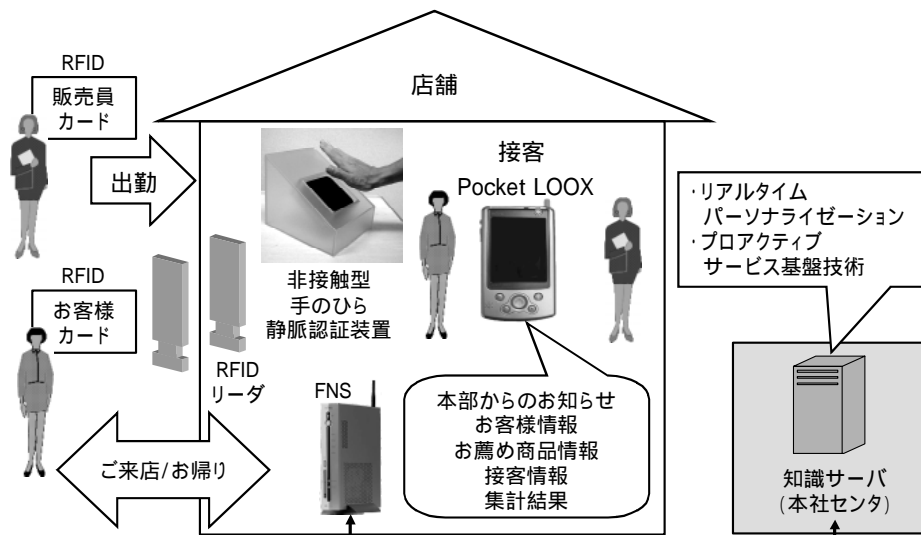 店舗
RFID
販売員
カード
出勤
RFID
お客様
カード
ご来店/お帰り
RFID
リーダ
非接触型
手のひら
静脈認証装置
接客
Pocket LOOX
FNS
本部からのお知らせ
お客様情報
お薦め商品情報
接客情報
集計結果
・リアルタイム
パーソナライゼーション
・プロアクティブ
サービス基盤技術
知識サーバ
(本社センタ)